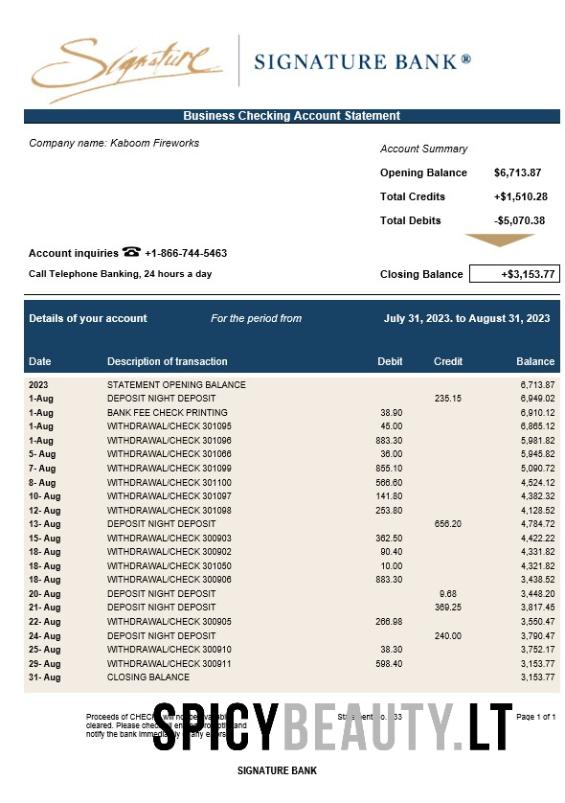 Signature
SIGNATURE BANK®
Business Checking Account Statement
Company name: Kaboom Fireworks
Account Summary
Opening Balance $6,713.87
Total Credits +$1,510.28
Total Debits -$5,070.38
Account inquiries ☎ +1-866-744-5463
Call Telephone Banking, 24 hours a day
Closing Balance +$3,153.77
Details of your account For the period from July 31, 2023. to August 31, 2023
Date Description of transaction Debit Credit Balance
2023 STATEMENT OPENING BALANCE 6,713.87
1-Aug DEPOSIT NIGHT DEPOSIT 235.15 6,949.02
1-Aug BANK FEE CHECK PRINTING 38.90 6,910.12
1-Aug WITHDRAWAL/CHECK 301095 45.00 6,865.12
1-Aug WITHDRAWAL/CHECK 301096 883.30 5,981.82
5- Aug WITHDRAWAL/CHECK 301066 36.00 5,945.82
7- Aug WITHDRAWAL/CHECK 301099 855.10 5,090.72
8- Aug WITHDRAWAL/CHECK 301100 566.60 4,524.12
10- Aug WITHDRAWAL/CHECK 301097 141.80 4,382.32
12- Aug WITHDRAWAL/CHECK 301098 253.80 4,128.52
13- Aug DEPOSIT NIGHT DEPOSIT 656.20 4,784.72
15- Aug WITHDRAWAL/CHECK 300903 362.50 4,422.22
18- Aug WITHDRAWAL/CHECK 300902 90.40 4,331.82
18- Aug WITHDRAWAL/CHECK 301050 10.00 4,321.82
18- Aug WITHDRAWAL/CHECK 300906 883.30 3,438.52
20- Aug DEPOSIT NIGHT DEPOSIT 9.68 3,448.20
21- Aug DEPOSIT NIGHT DEPOSIT 369.25 3,817.45
22- Aug WITHDRAWAL/CHECK 300905 266.98 3,550.47
24- Aug DEPOSIT NIGHT DEPOSIT 240.00 3,790.47
25- Aug WITHDRAWAL/CHECK 300910 38.30 3,752.17
29- Aug WITHDRAWAL/CHECK 300911 598.40 3,153.77
31- Aug CLOSING BALANCE 3,153.77
Proceeds of will Page 1 of 1
cleared. Please and
notify the bank any
SPICYBEAUTY.LT
SIGNATURE BANK